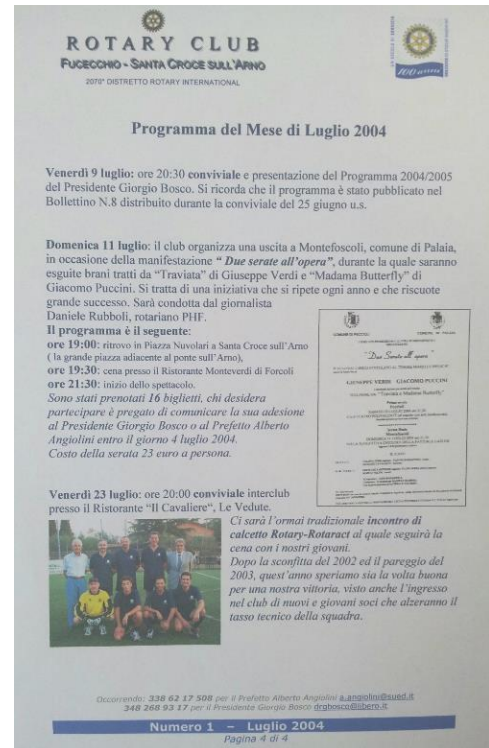 ROTARY CLUB
FUCECCHIO - SANTA CROCE SULL'ARNO
2070° DISTRETTO ROTARY INTERNATIONAL
100 anni
Programma del Mese di Luglio 2004
Venerdì 9 luglio: ore 20:30 conviviale e presentazione del Programma 2004/2005
del Presidente Giorgio Bosco. Si ricorda che il programma è stato pubblicato nel
Bollettino N.8 distribuito durante la conviviale del 25 giugno u.s.
Domenica 11 luglio: il club organizza una uscita a Montefoscoli, comune di Palaia,
in occasione della manifestazione “ Due serate all'opera”, durante la quale saranno
esguite brani tratti da “Traviata” di Giuseppe Verdi e “Madama Butterfly” di
Giacomo Puccini. Si tratta di una iniziativa che si ripete ogni anno e che riscuote
grande successo. Sarà condotta dal giornalista
Daniele Rubboli, rotariano PHF.
Il programma è il seguente:
ore 19:00: ritrovo in Piazza Nuvolari a Santa Croce sull'Arno
( la grande piazza adiacente al ponte sull'Arno),
ore 19:30: cena presso il Ristorante Monteverdi di Forcoli
ore 21:30: inizio dello spettacolo.
Sono stati prenotati 16 biglietti, chi desidera
partecipare è pregato di comunicare la sua adesione
al Presidente Giorgio Bosco o al Prefetto Alberto
Angiolini entro il giorno 4 luglio 2004.
Costo della serata 23 euro a persona.
"Due Serate all'opera"
GIUSEPPE VERDI GIACOMO PUCCINI
Venerdì 23 luglio: ore 20:00 conviviale interclub
presso il Ristorante “Il Cavaliere”, Le Vedute.
Ci sarà l'ormai tradizionale incontro di
calcetto Rotary-Rotaract al quale seguirà la
cena con i nostri giovani.
Dopo la sconfitta del 2002 ed il pareggio del
2003, quest'anno speriamo sia la volta buona
per una nostra vittoria, visto anche l'ingresso
nel club di nuovi e giovani soci che alzeranno il
tasso tecnico della squadra.
Occorrendo: 338 62 17 508 per il Prefetto Alberto Angiolini a.angiolini@sued.it
348 268 93 17 per il Presidente Giorgio Bosco drgbosco@libero.it
Numero 1 – Luglio 2004
Pagina 4 di 4